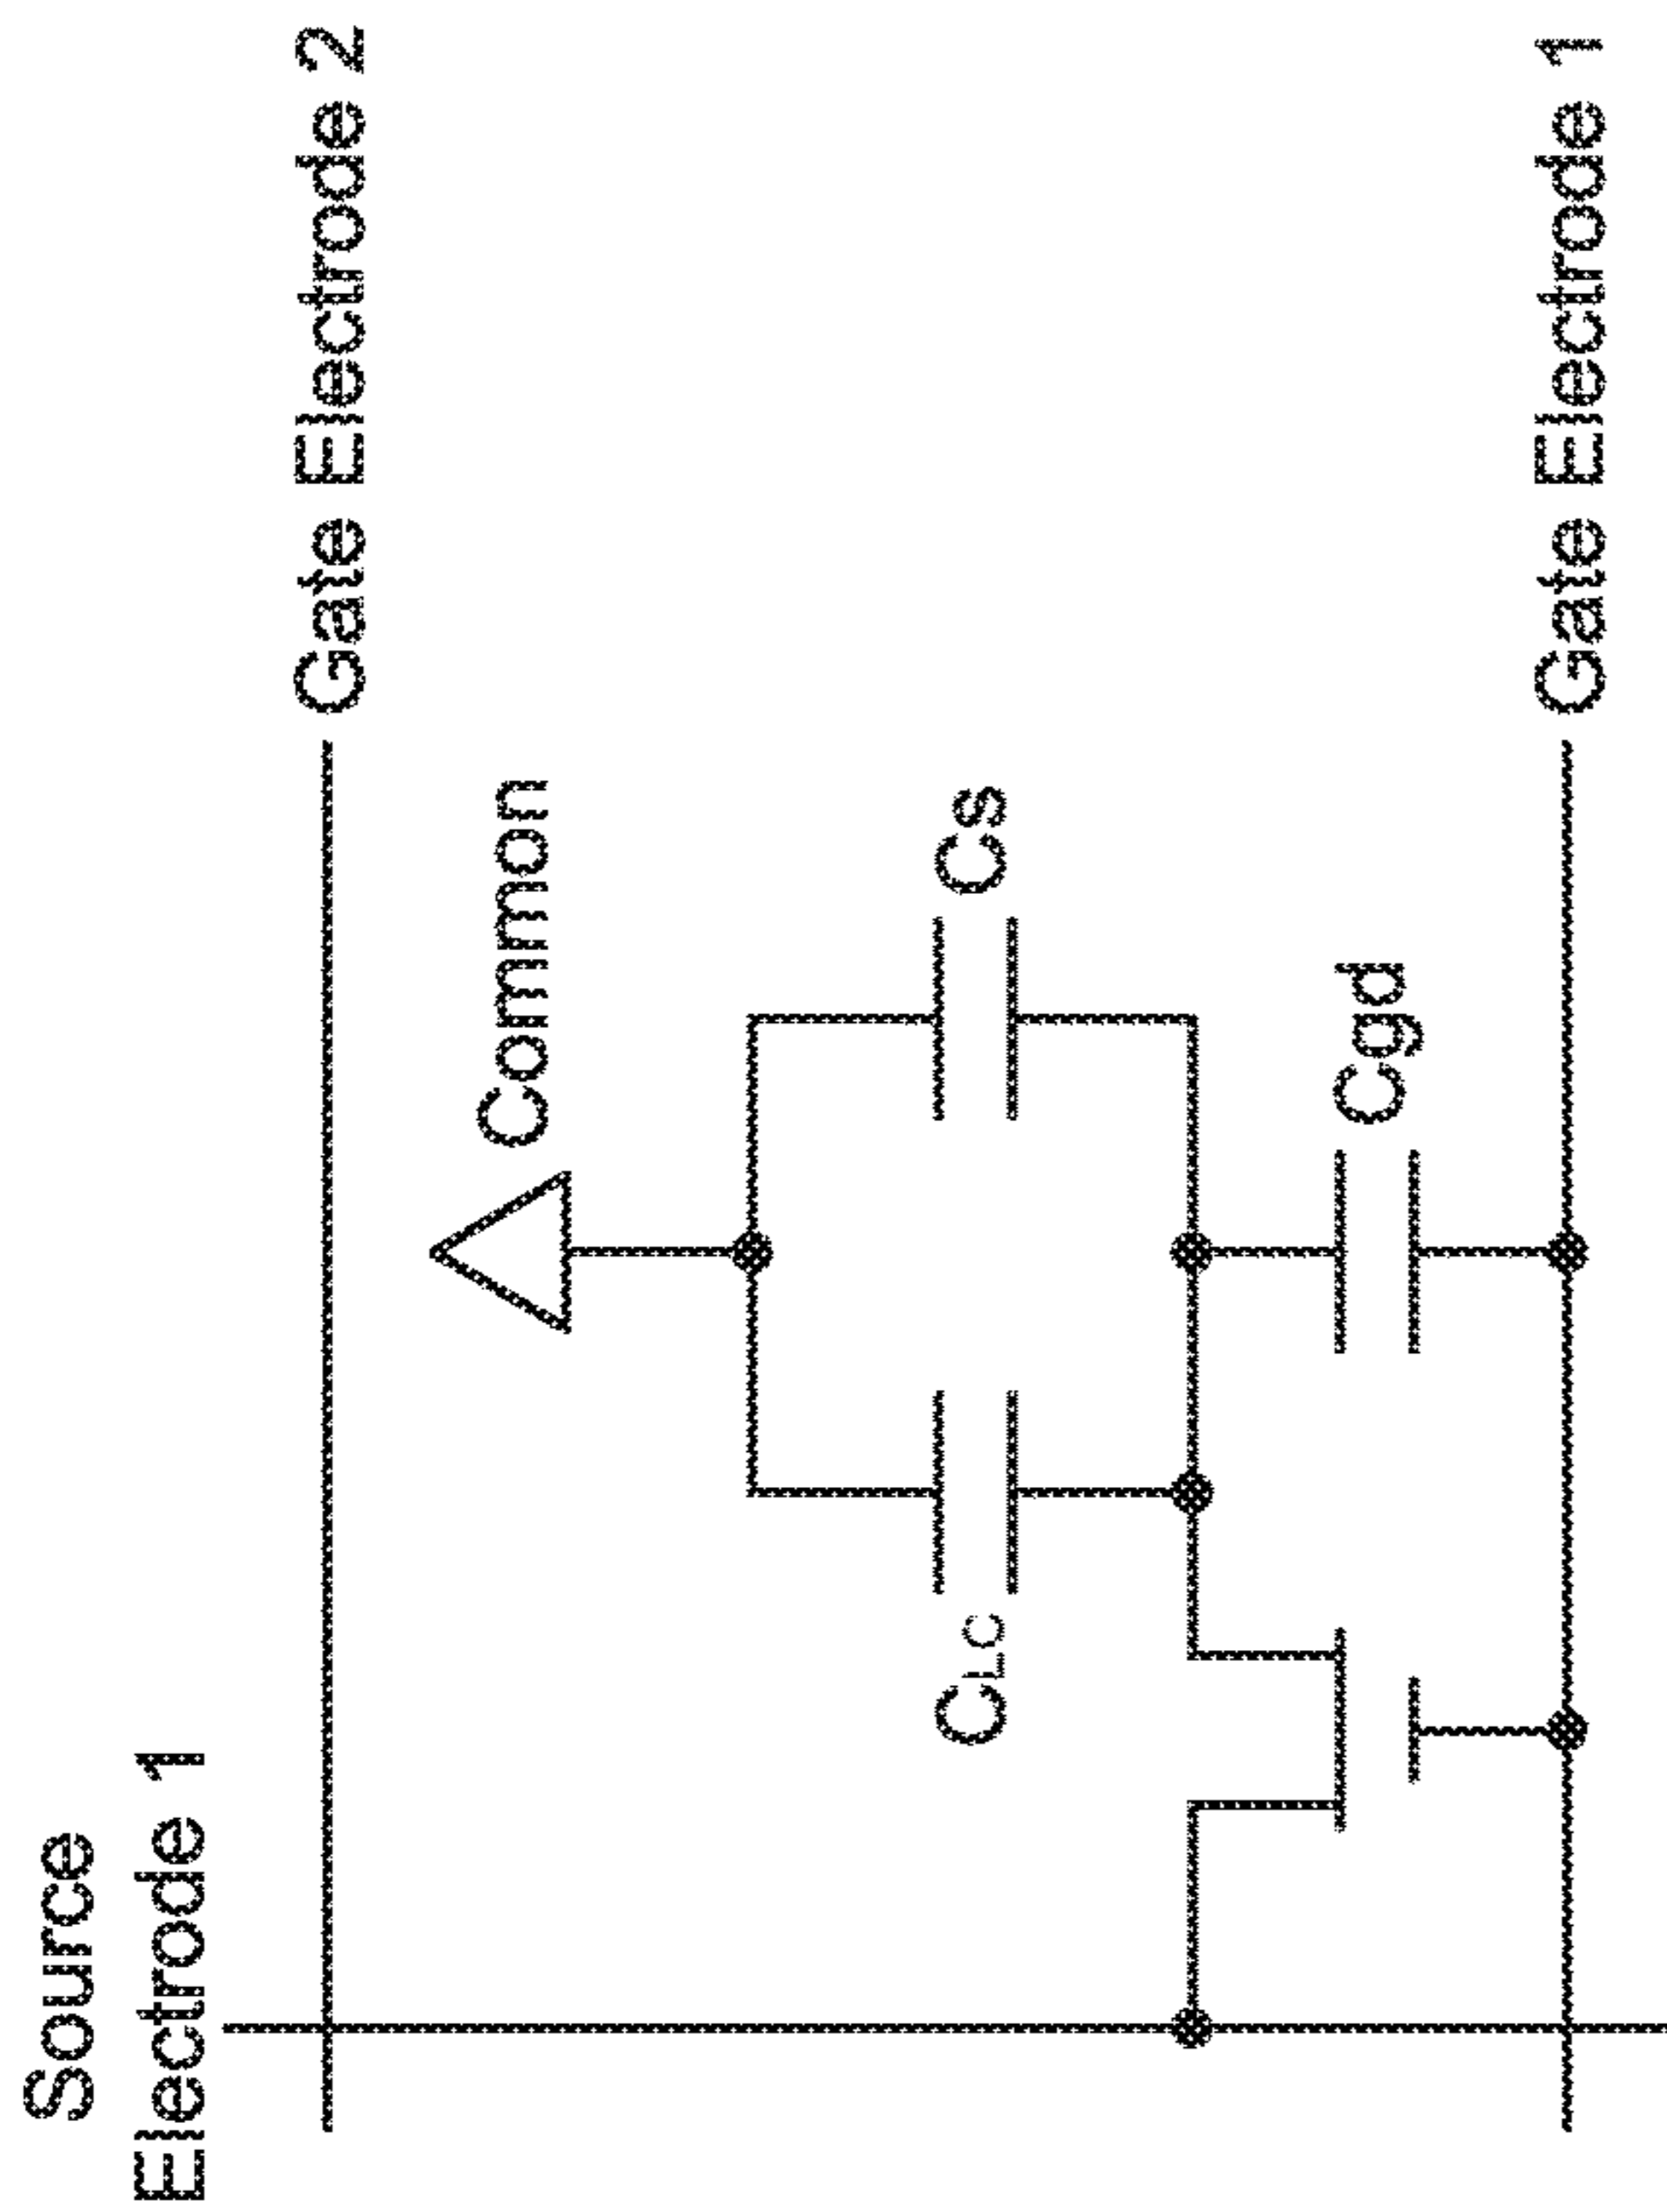 Source
Electrode 1
Gate Electrode 2
Common
CLC
Cs
Cgd
Gate Electrode 1